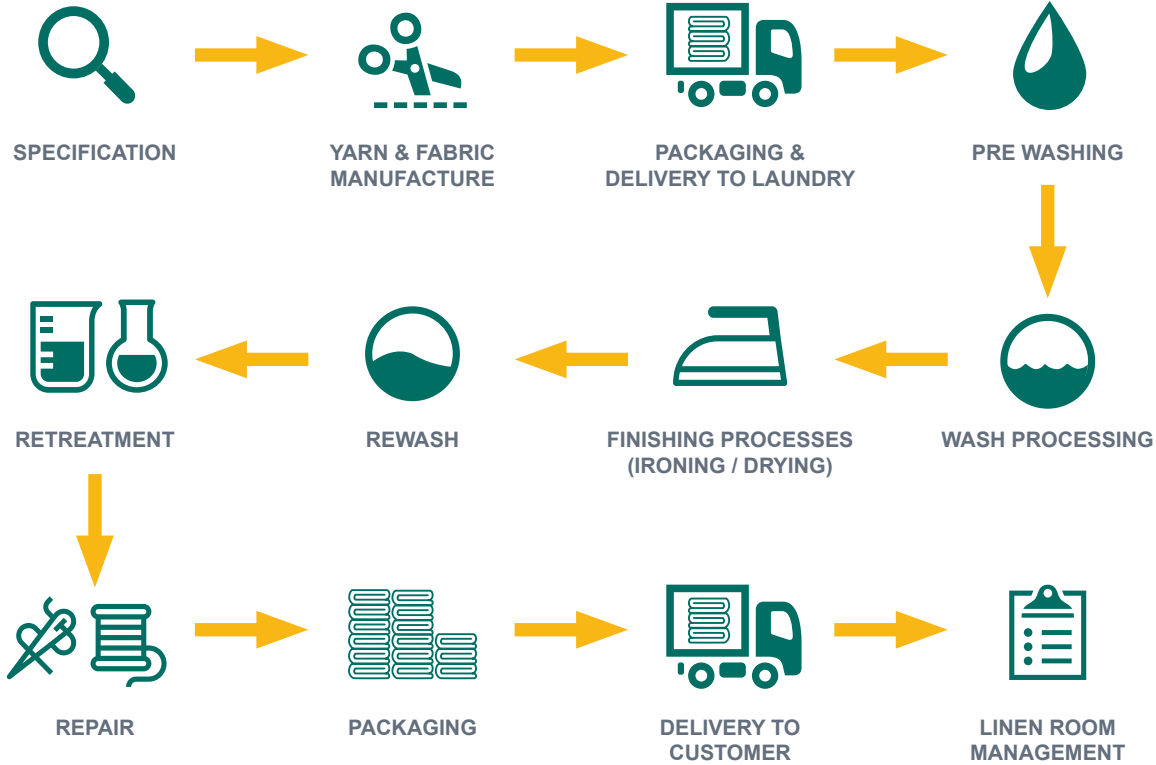 SPECIFICATION
YARN & FABRIC
MANUFACTURE
PACKAGING &
DELIVERY TO LAUNDRY
PRE WASHING
RETREATMENT
REWASH
FINISHING PROCESSES
(IRONING / DRYING)
WASH PROCESSING
REPAIR
PACKAGING
DELIVERY TO
CUSTOMER
LINEN ROOM
MANAGEMENT